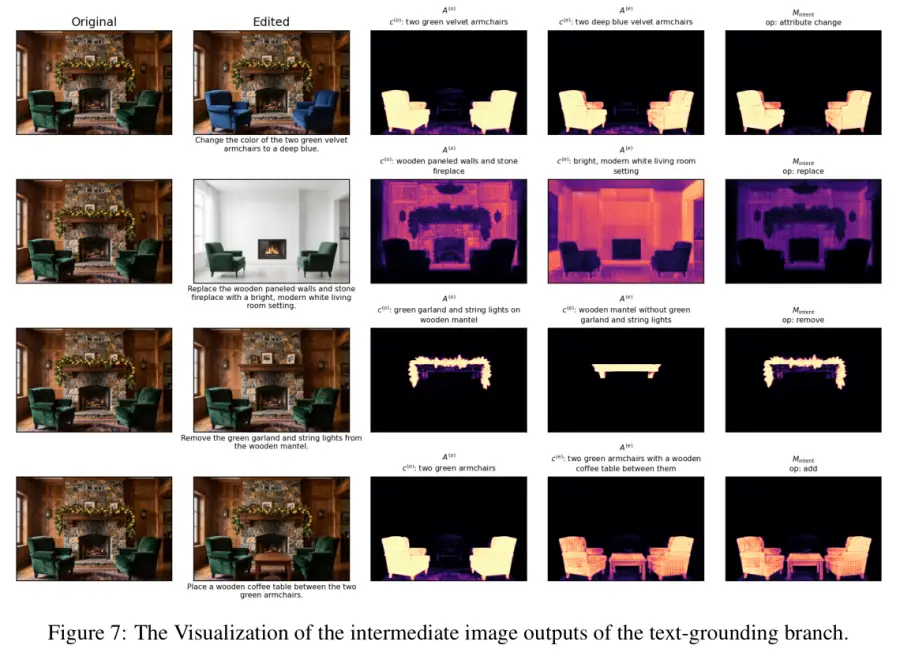 Original
Edited
A^(o)
c^(o): two green velvet armchairs
A^(e)
c^(e): two deep blue velvet armchairs
M_intent
op: attribute change
Change the color of the two green velvet
armchairs to a deep blue.
A^(o)
c^(o): wooden paneled walls and stone
fireplace
A^(e)
c^(e): bright, modern white living room
setting
M_intent
op: replace
Replace the wooden paneled walls and stone
fireplace with a bright, modern white living
room setting.
A^(o)
c^(o): green garland and string lights on
wooden mantel
A^(e)
c^(e): wooden mantel without green
garland and string lights
M_intent
op: remove
Remove the green garland and string lights from
the wooden mantel.
A^(o)
c^(o): two green armchairs
A^(e)
c^(e): two green armchairs with a wooden
coffee table between them
M_intent
op: add
Place a wooden coffee table between the two
green armchairs.
Figure 7: The Visualization of the intermediate image outputs of the text-grounding branch.